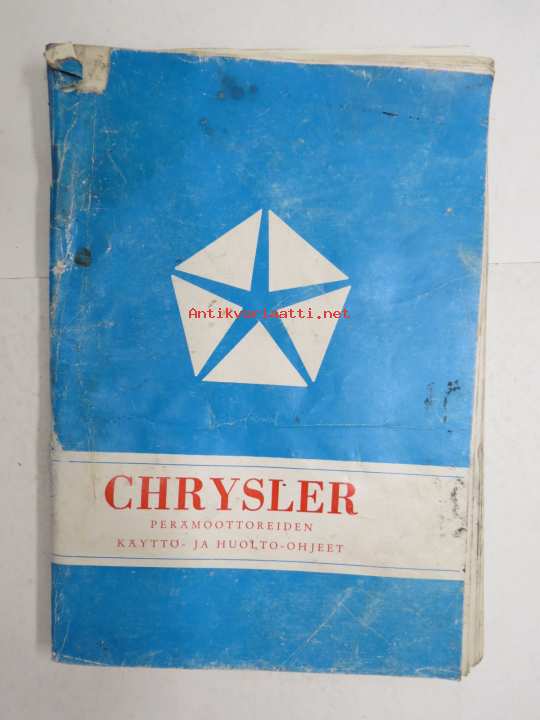 Antikvariaatti.net
CHRYSLER
PERÄMOOTTOREIDEN
KÄYTTÖ- JA HUOLTO-OHJEET